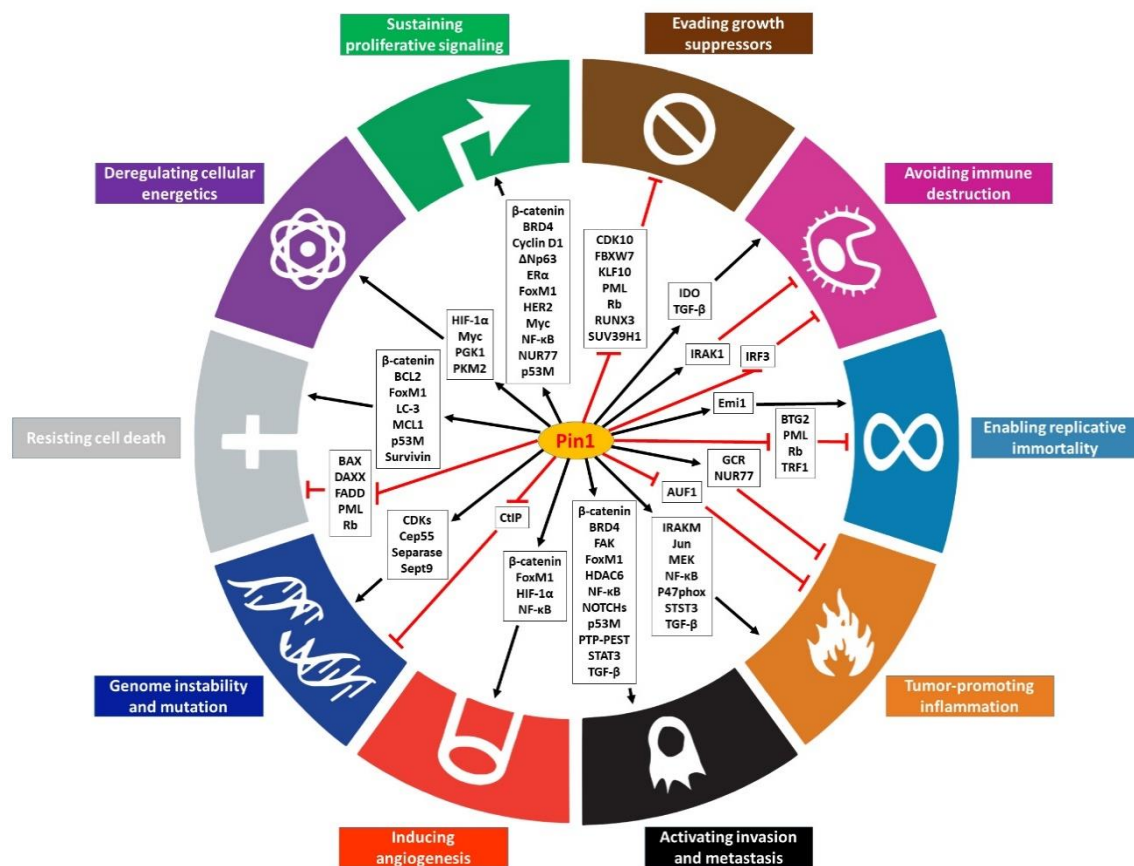 Sustaining
proliferative signaling
Evading growth
suppressors
Deregulating cellular
energetics
Avoiding immune
destruction
β-catenin
BRD4
Cyclin D1
ΔNp63
ERα
FoxM1
HER2
Myc
NF-κB
NUR77
p53M
CDK10
FBXW7
KLF10
PML
Rb
RUNX3
SUV39H1
IDO
TGF-β
HIF-1α
Myc
PGK1
PKM2
IRAK1
IRF3
β-catenin
BCL2
FoxM1
LC-3
MCL1
p53M
Survivin
Emi1
Resisting cell death
Pin1
BTG2
PML
Rb
TRF1
Enabling replicative
immortality
BAX
DAXX
FADD
PML
Rb
GCR
NUR77
AUF1
CDKs
Cep55
Separase
Sept9
CtIP
β-catenin
FoxM1
HIF-1α
NF-κB
β-catenin
BRD4
FAK
FoxM1
HDAC6
NF-κB
NOTCHs
p53M
PTP-PEST
STAT3
TGF-β
IRAKM
Jun
MEK
NF-κB
P47phox
STST3
TGF-β
Genome instability
and mutation
Tumor-promoting
inflammation
Inducing
angiogenesis
Activating invasion
and metastasis